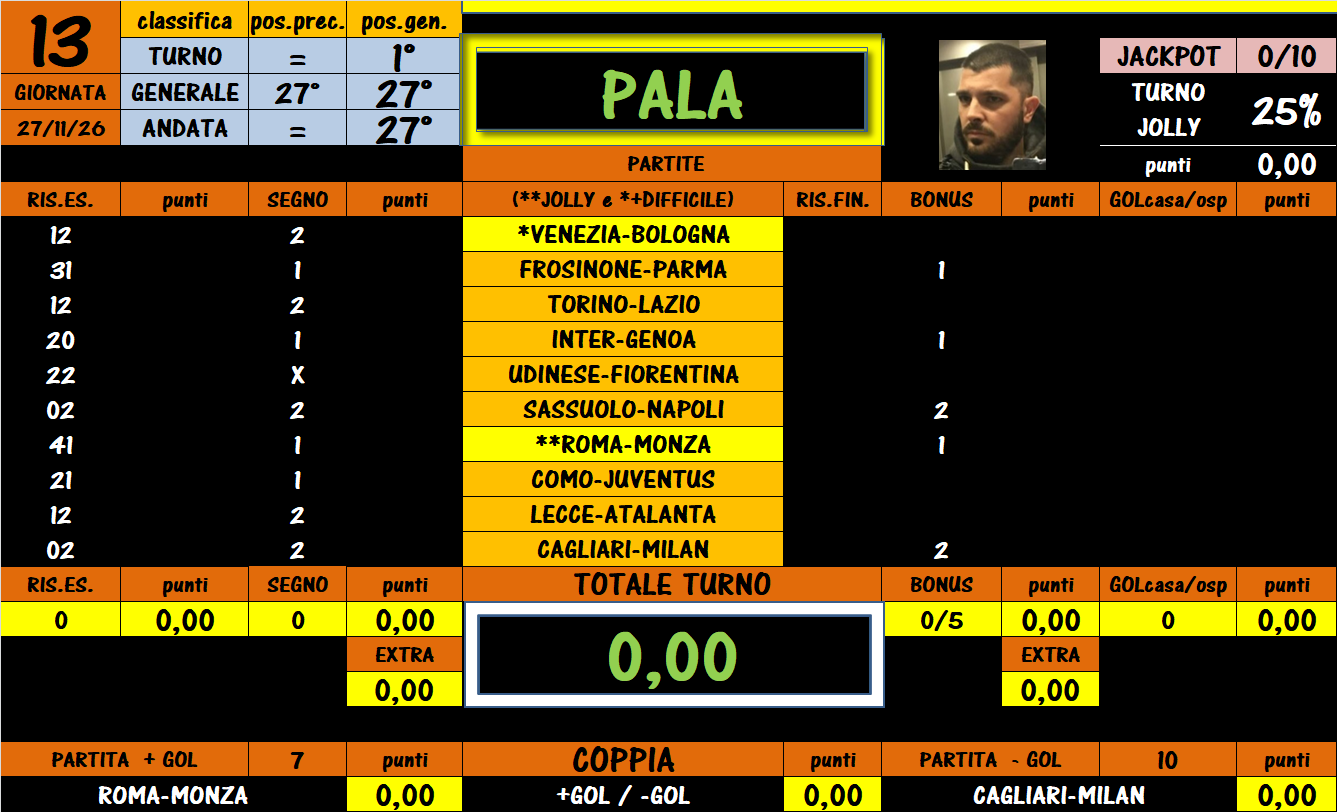 13 classifica pos.prec. pos.gen.
TURNO = 1°
GIORNATA GENERALE 27° 27°
27/11/26 ANDATA = 27°
PALA
JACKPOT 0/10
TURNO JOLLY 25%
punti 0,00
PARTITE
RIS.ES. punti SEGNO punti (**JOLLY e *+DIFFICILE) RIS.FIN. BONUS punti GOLcasa/osp punti
12 2 *VENEZIA-BOLOGNA
31 1 FROSINONE-PARMA 1
12 2 TORINO-LAZIO
20 1 INTER-GENOA 1
22 X UDINESE-FIORENTINA
02 2 SASSUOLO-NAPOLI 2
41 1 **ROMA-MONZA 1
21 1 COMO-JUVENTUS
12 2 LECCE-ATALANTA
02 2 CAGLIARI-MILAN 2
RIS.ES. punti SEGNO punti TOTALE TURNO BONUS punti GOLcasa/osp punti
0 0,00 0 0,00 0/5 0,00 0 0,00
0,00
EXTRA EXTRA
0,00 0,00
PARTITA + GOL 7 punti COPPIA punti PARTITA - GOL 10 punti
ROMA-MONZA 0,00 +GOL / -GOL 0,00 CAGLIARI-MILAN 0,00